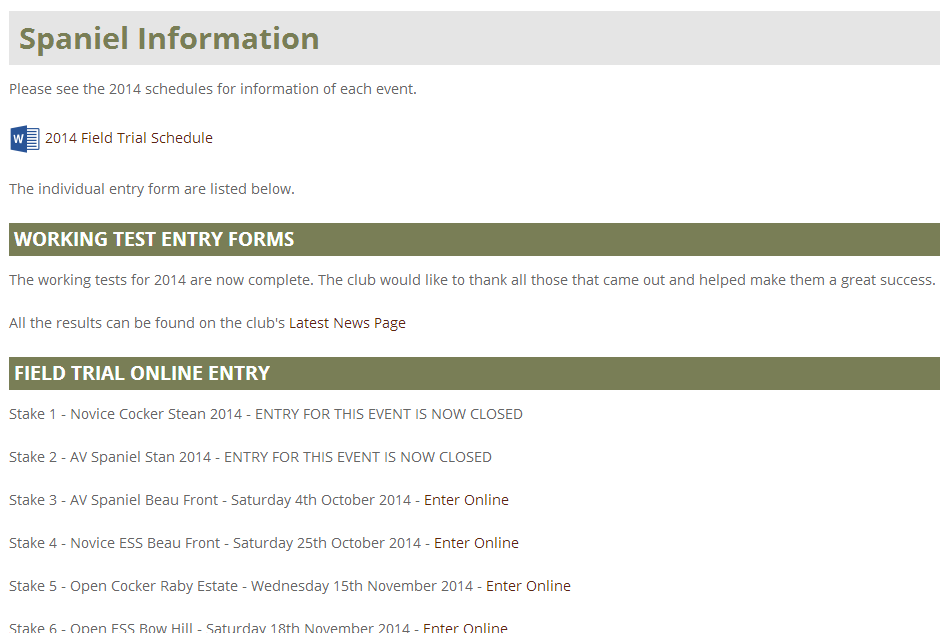 Spaniel Information
Please see the 2014 schedules for information of each event.
W 2014 Field Trial Schedule
The individual entry form are listed below.
WORKING TEST ENTRY FORMS
The working tests for 2014 are now complete. The club would like to thank all those that came out and helped make them a great success.
All the results can be found on the club's Latest News Page
FIELD TRIAL ONLINE ENTRY
Stake 1 - Novice Cocker Stean 2014 - ENTRY FOR THIS EVENT IS NOW CLOSED
Stake 2 - AV Spaniel Stan 2014 - ENTRY FOR THIS EVENT IS NOW CLOSED
Stake 3 - AV Spaniel Beau Front - Saturday 4th October 2014 - Enter Online
Stake 4 - Novice ESS Beau Front - Saturday 25th October 2014 - Enter Online
Stake 5 - Open Cocker Raby Estate - Wednesday 15th November 2014 - Enter Online
Stake 6 - Open ESS Bow Hill - Saturday 18th November 2014 - Enter Online